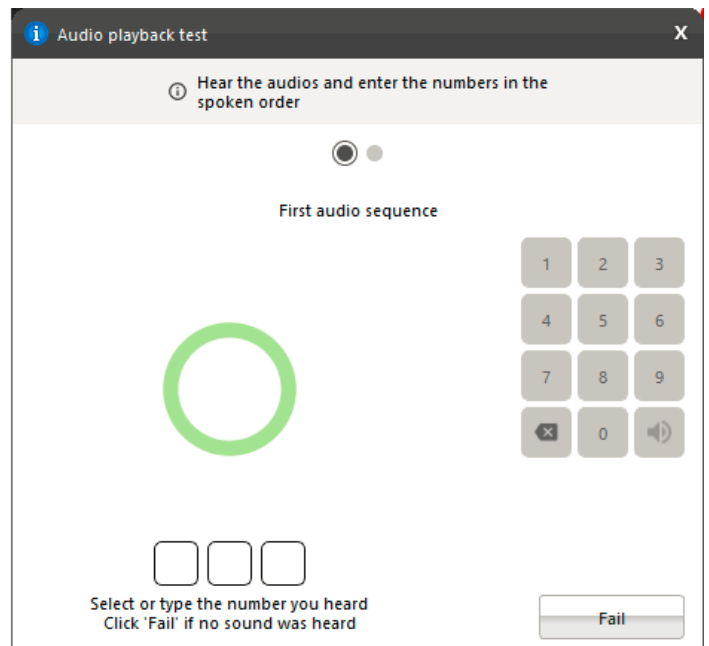 Audio playback test
X
Hear the audios and enter the numbers in the
spoken order
First audio sequence
1 2 3
4 5 6
7 8 9
0
Select or type the number you heard
Click 'Fail' if no sound was heard
Fail